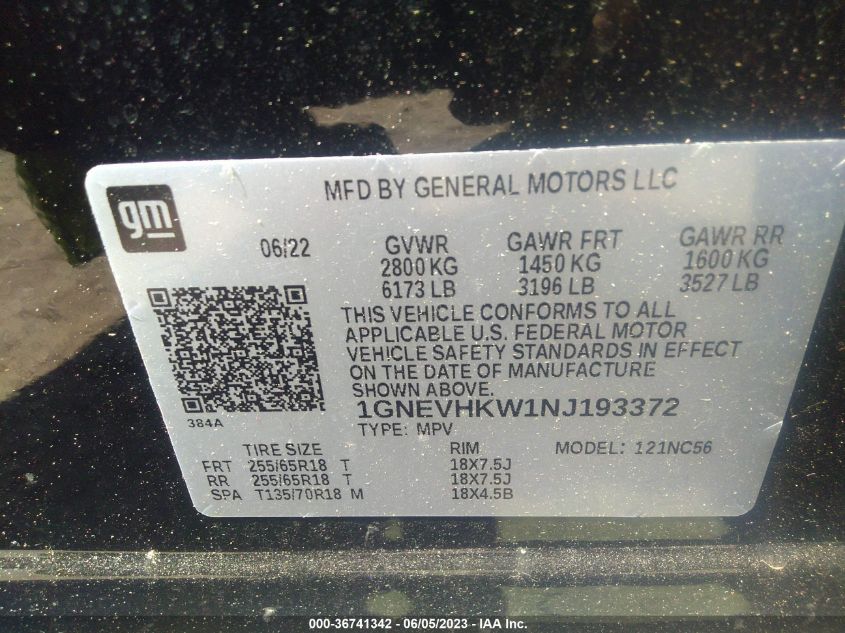 gm
MFD BY GENERAL MOTORS LLC
06/22 GVWR GAWR FRT GAWR RR
2800 KG 1450 KG 1600 KG
6173 LB 3196 LB 3527 LB
THIS VEHICLE CONFORMS TO ALL
APPLICABLE U.S. FEDERAL MOTOR
VEHICLE SAFETY STANDARDS IN EFFECT
ON THE DATE OF MANUFACTURE
SHOWN ABOVE.
384A
1GNEVHKW1NJ193372
TYPE: MPV
TIRE SIZE RIM MODEL: 121NC56
FRT 255/65R18 T 18X7.5J
RR 255/65R18 T 18X7.5J
SPA T135/70R18 M 18X4.5B
000-36741342 - 06/05/2023 - IAA Inc.